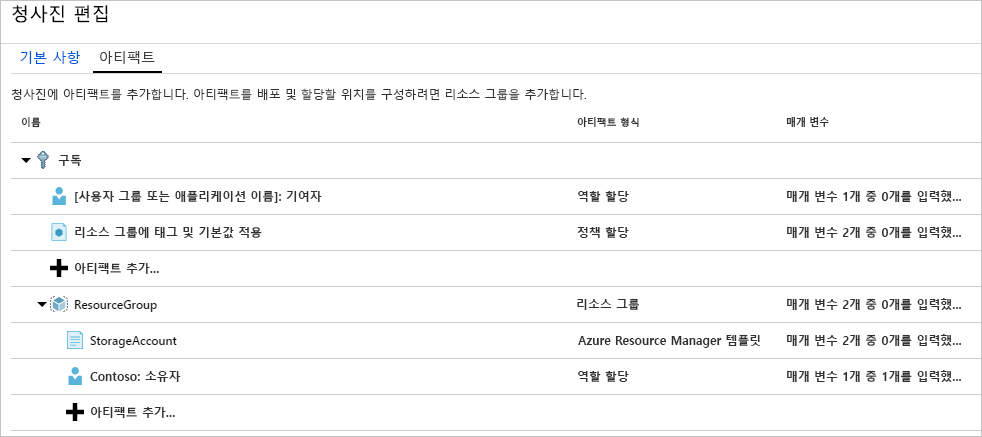 청사진 편집
기본 사항 아티팩트
청사진에 아티팩트를 추가합니다. 아티팩트를 배포 및 할당할 위치를 구성하려면 리소스 그룹을 추가합니다.
이름 아티팩트 형식 매개 변수
구독
[사용자 그룹 또는 애플리케이션 이름]: 기여자 역할 할당 매개 변수 1개 중 0개를 입력했...
리소스 그룹에 태그 및 기본값 적용 정책 할당 매개 변수 2개 중 0개를 입력했...
아티팩트 추가...
ResourceGroup 리소스 그룹 매개 변수 2개 중 0개를 입력했...
StorageAccount Azure Resource Manager 템플릿 매개 변수 2개 중 0개를 입력했...
Contoso: 소유자 역할 할당 매개 변수 1개 중 1개를 입력했...
아티팩트 추가...